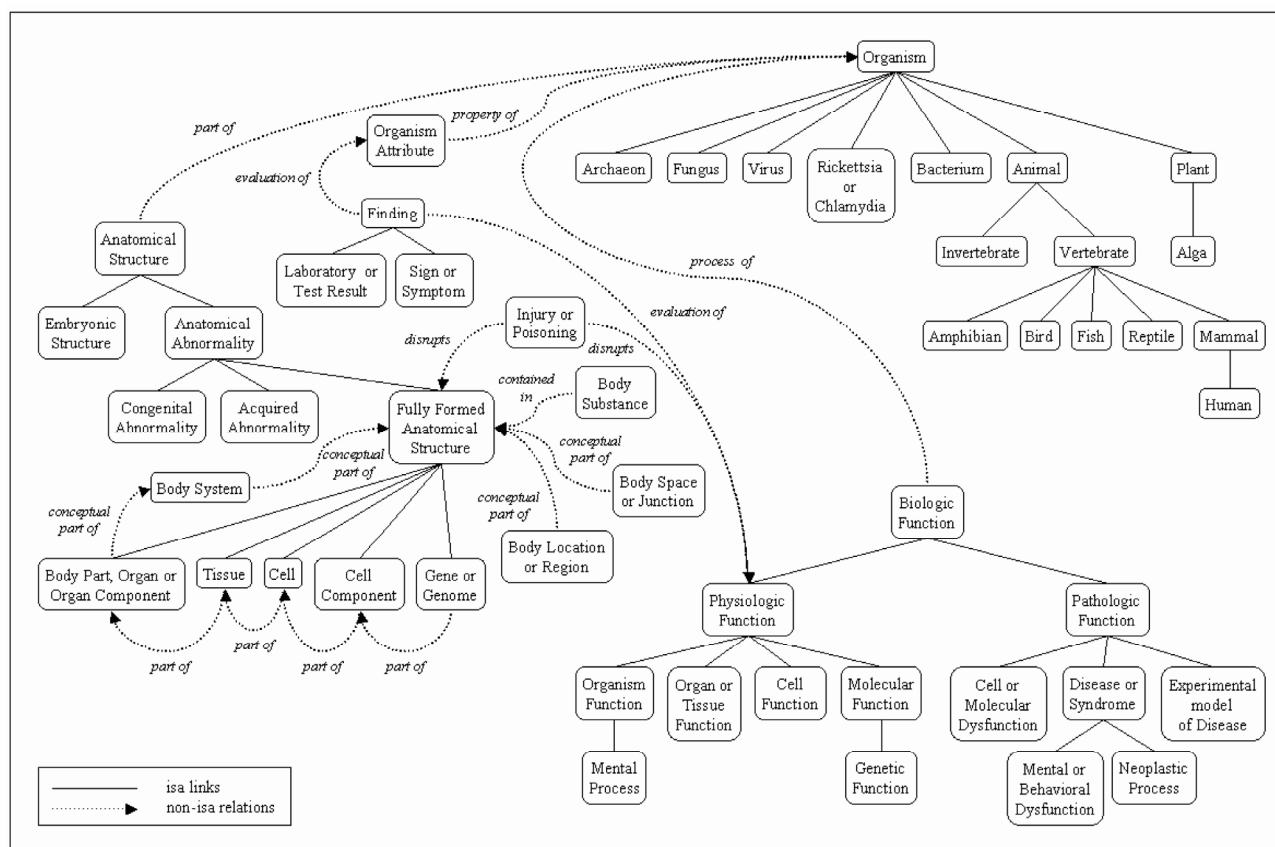 Organism
property of
part of
Organism
Attribute
Archaeon
Fungus
Virus
Rickettsia
or
Chlamydia
Bacterium
Animal
Plant
evaluation of
Finding
Anatomical
Structure
Laboratory or
Test Result
Sign or
Symptom
process of
Invertebrate
Vertebrate
Alga
Embryonic
Structure
Anatomical
Abnormality
Injury or
Poisoning
evaluation of
disrupts
disrupts
Amphibian
Bird
Fish
Reptile
Mammal
Human
Congenital
Abnormality
Acquired
Abnormality
Fully Formed
Anatomical
Structure
contained
in
Body
Substance
conceptual
part of
conceptual
part of
Body System
Body Space
or Junction
conceptual
part of
conceptual
part of
Body Location
or Region
Biologic
Function
Body Part, Organ or
Organ Component
Tissue
Cell
Cell
Component
Gene or
Genome
part of
part of
part of
part of
Physiologic
Function
Pathologic
Function
Organism
Function
Organ or
Tissue
Function
Cell
Function
Molecular
Function
Cell or
Molecular
Dysfunction
Disease or
Syndrome
Experimental
model
of Disease
Mental
Process
Genetic
Function
Mental or
Behavioral
Dysfunction
Neoplastic
Process
isa links
non-isa relations